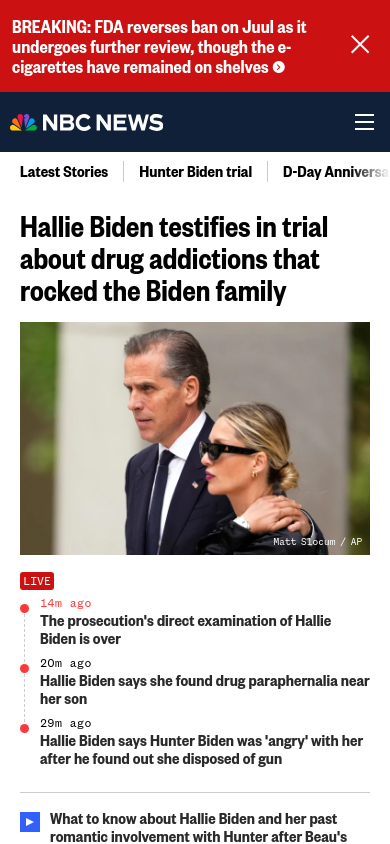 BREAKING: FDA reverses ban on Juul as it
undergoes further review, though the e-
cigarettes have remained on shelves
NBC NEWS
Latest Stories
Hunter Biden trial
D-Day Anniversa
Hallie Biden testifies in trial
about drug addictions that
rocked the Biden family
Matt Slocum / AP
LIVE
14m ago
The prosecution's direct examination of Hallie
Biden is over
20m ago
Hallie Biden says she found drug paraphernalia near
her son
29m ago
Hallie Biden says Hunter Biden was 'angry' with her
after he found out she disposed of gun
What to know about Hallie Biden and her past
romantic involvement with Hunter after Beau's